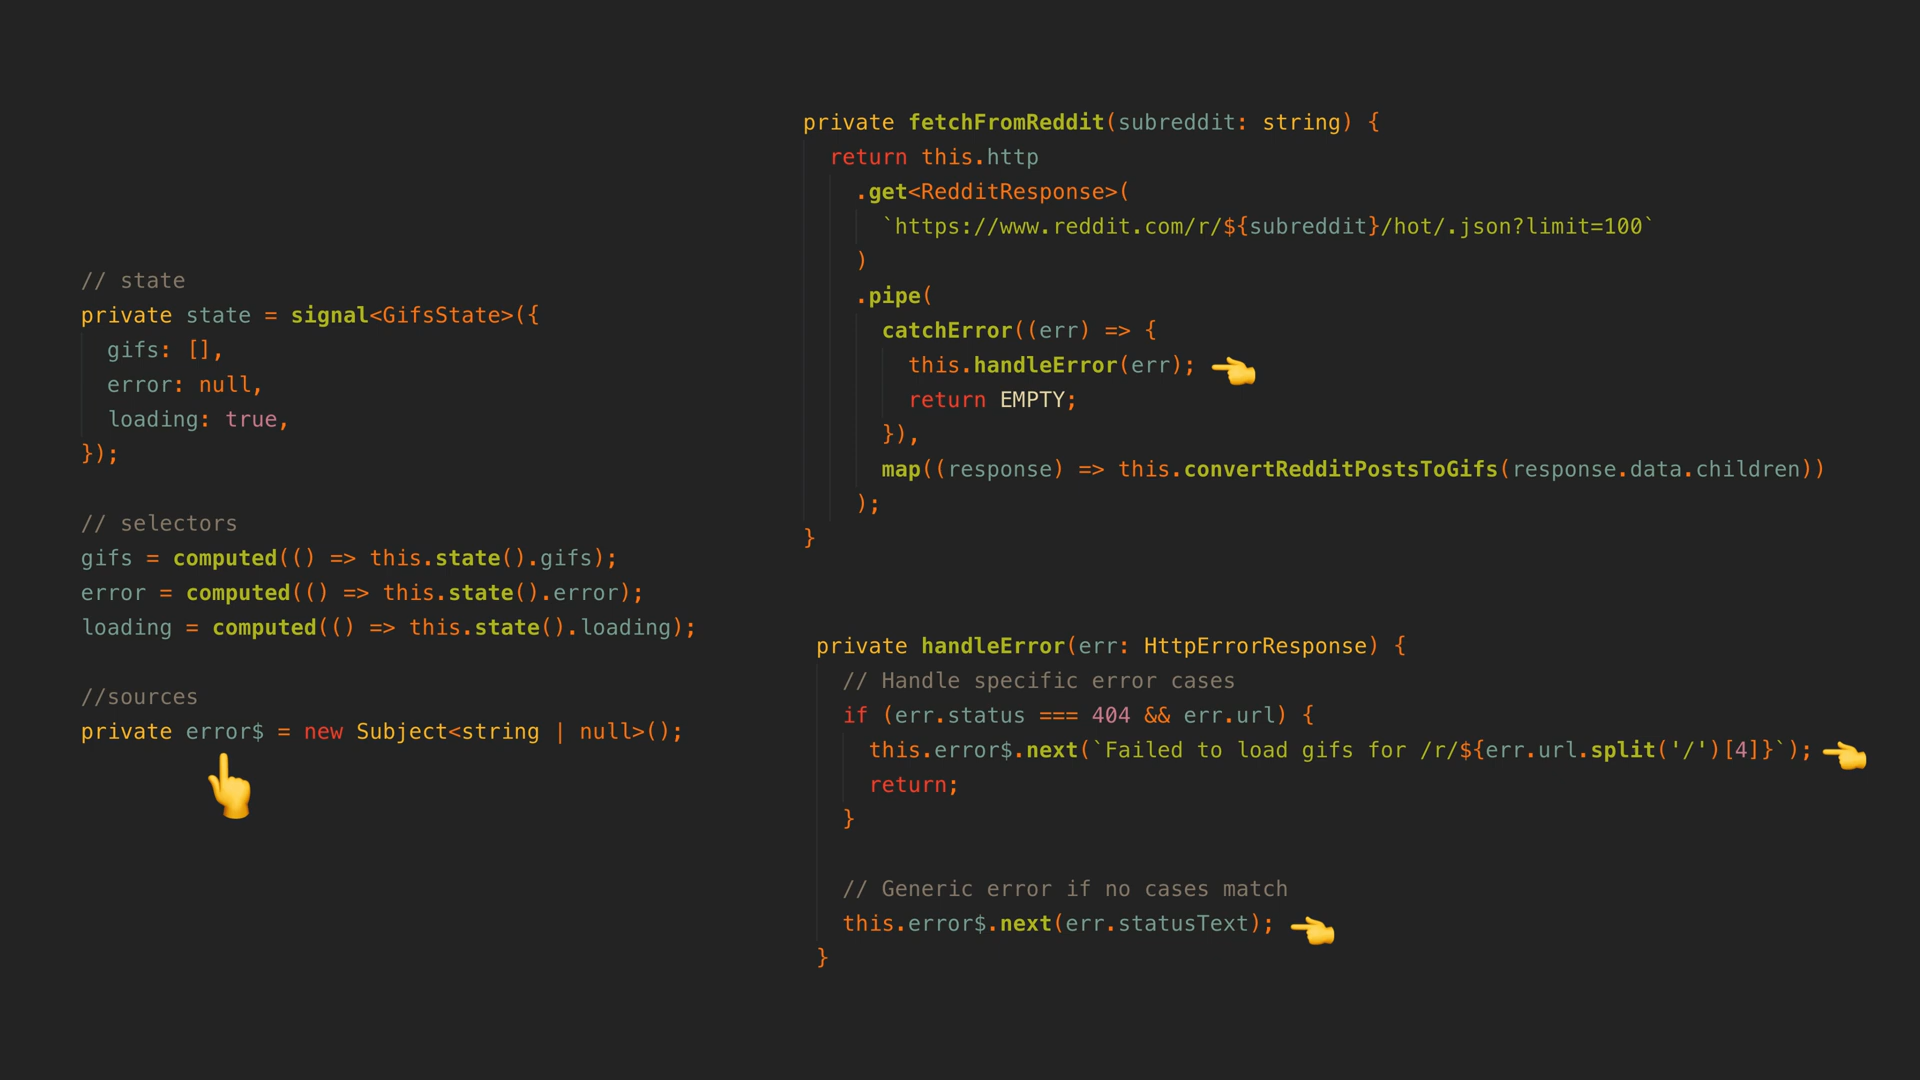 // state
private state = signal<GifsState>({
  gifs: [],
  error: null,
  loading: true,
});

// selectors
gifs = computed(() => this.state().gifs);
error = computed(() => this.state().error);
loading = computed(() => this.state().loading);

//sources
private error$ = new Subject<string | null>();

private fetchFromReddit(subreddit: string) {
  return this.http
    .get<RedditResponse>(
      `https://www.reddit.com/r/${subreddit}/hot/.json?limit=100`
    )
    .pipe(
      catchError((err) => {
        this.handleError(err);
        return EMPTY;
      }),
      map((response) => this.convertRedditPostsToGifs(response.data.children))
    );
}

private handleError(err: HttpErrorResponse) {
  // Handle specific error cases
  if (err.status === 404 && err.url) {
    this.error$.next(`Failed to load gifs for /r/${err.url.split('/')[4]}`);
    return;
  }

  // Generic error if no cases match
  this.error$.next(err.statusText);
}